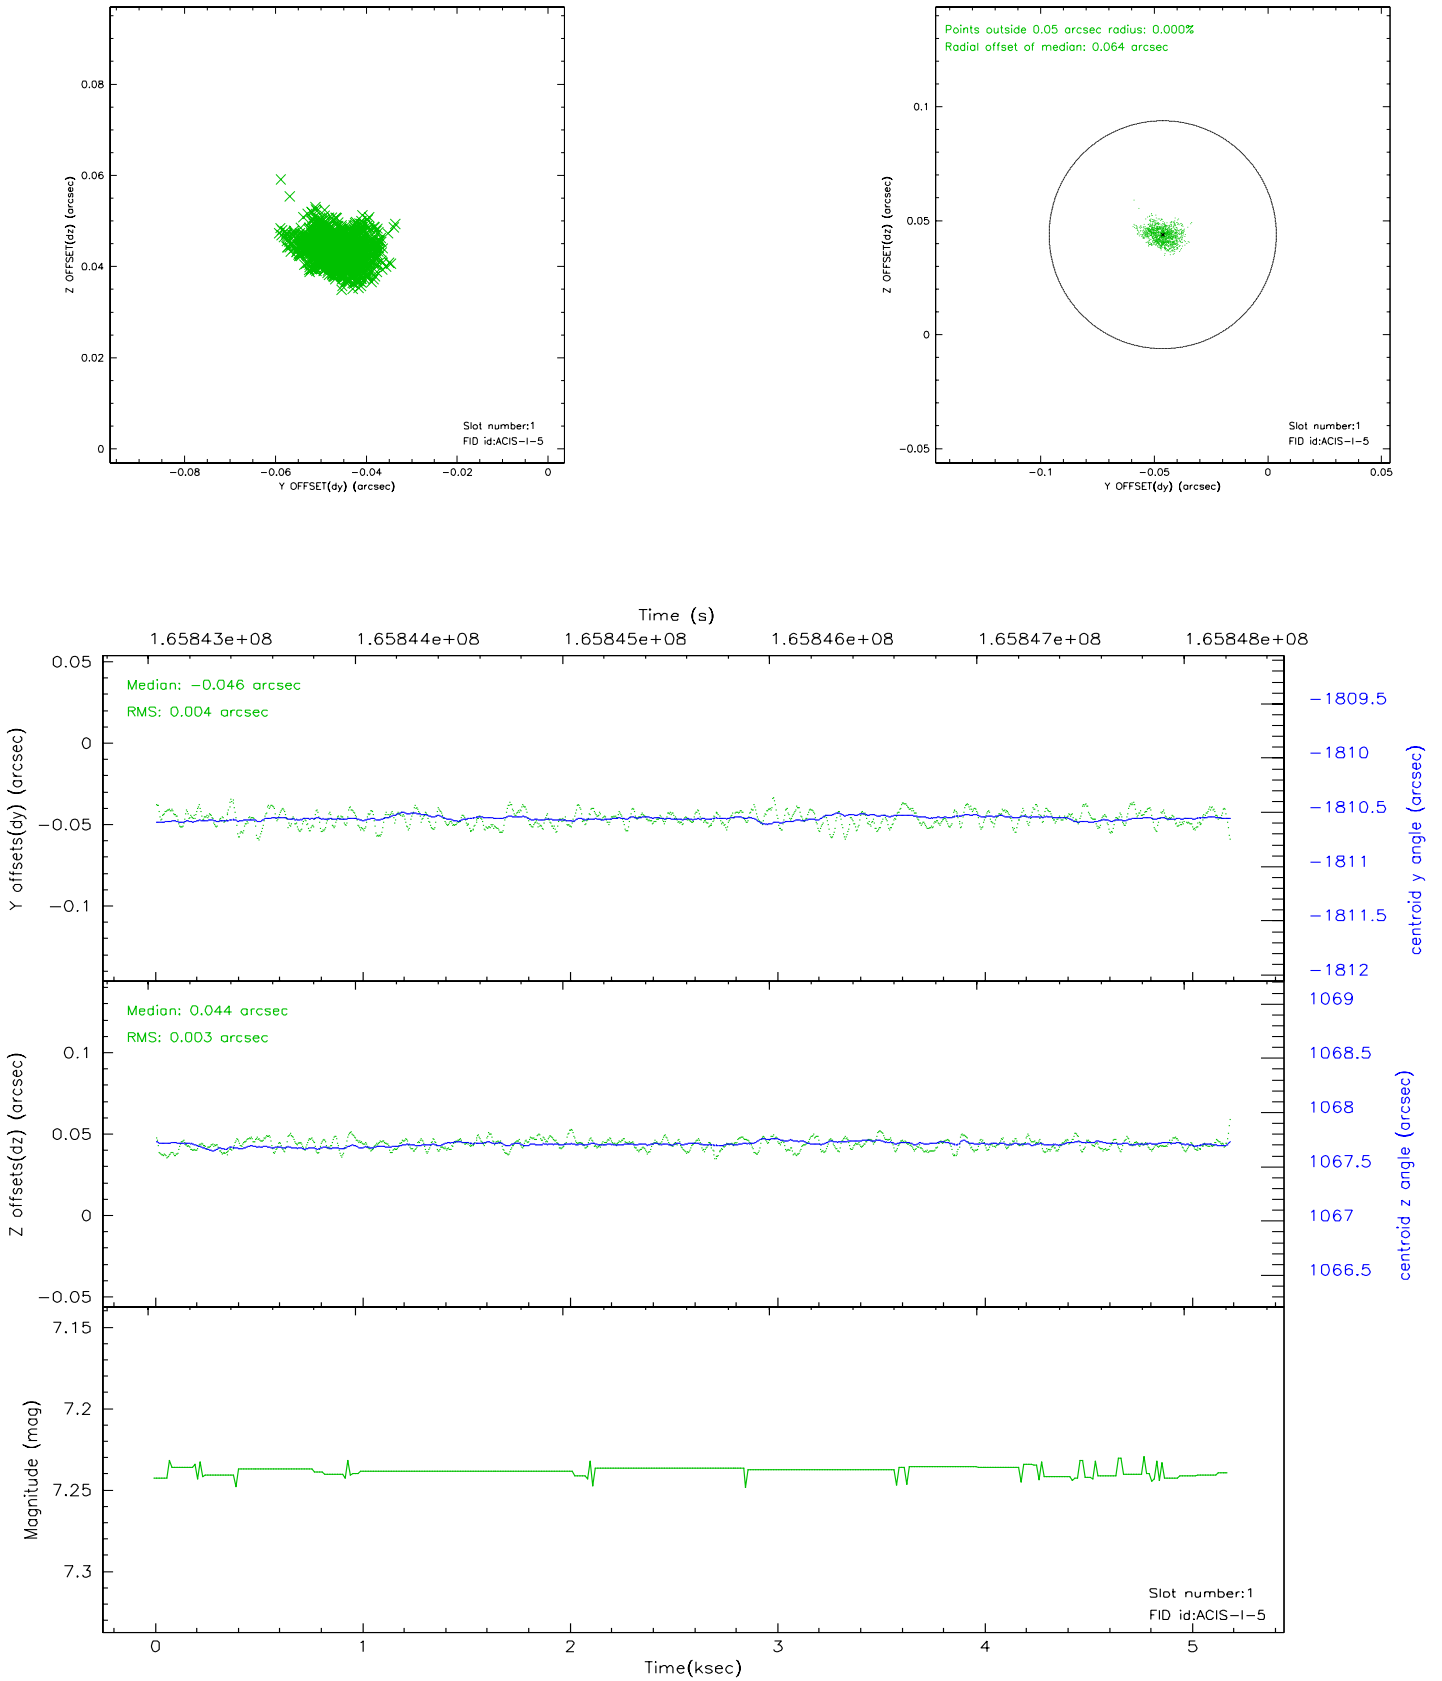 0.08
0.06
0.04
0.02
0
Z OFFSET(dz) (arcsec)
Slot number:1
FID id:ACIS-I-5
-0.08 -0.06 -0.04 -0.02 0
Y OFFSET(dy) (arcsec)
Points outside 0.05 arcsec radius: 0.000%
Radial offset of median: 0.064 arcsec
0.1
0.05
0
-0.05
Z OFFSET(dz) (arcsec)
Slot number:1
FID id:ACIS-I-5
-0.1 -0.05 0 0.05
Y OFFSET(dy) (arcsec)
Time (s)
1.65843e+08 1.65844e+08 1.65845e+08 1.65846e+08 1.65847e+08 1.65848e+08
Median: -0.046 arcsec
RMS: 0.004 arcsec
0.05
0
-0.05
-0.1
Y offsets(dy) (arcsec)
-1809.5
-1810
-1810.5
-1811
-1811.5
-1812
centroid y angle (arcsec)
Median: 0.044 arcsec
RMS: 0.003 arcsec
0.1
0.05
0
-0.05
Z offsets(dz) (arcsec)
1069
1068.5
1068
1067.5
1067
1066.5
centroid z angle (arcsec)
7.15
7.2
7.25
7.3
Magnitude (mag)
Slot number:1
FID id:ACIS-I-5
0 1 2 3 4 5
Time(ksec)